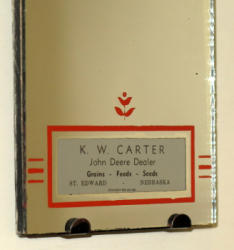 K. W. CARTER
John Deere Dealer
Grains - Feeds - Seeds
ST. EDWARD - NEBRASKA